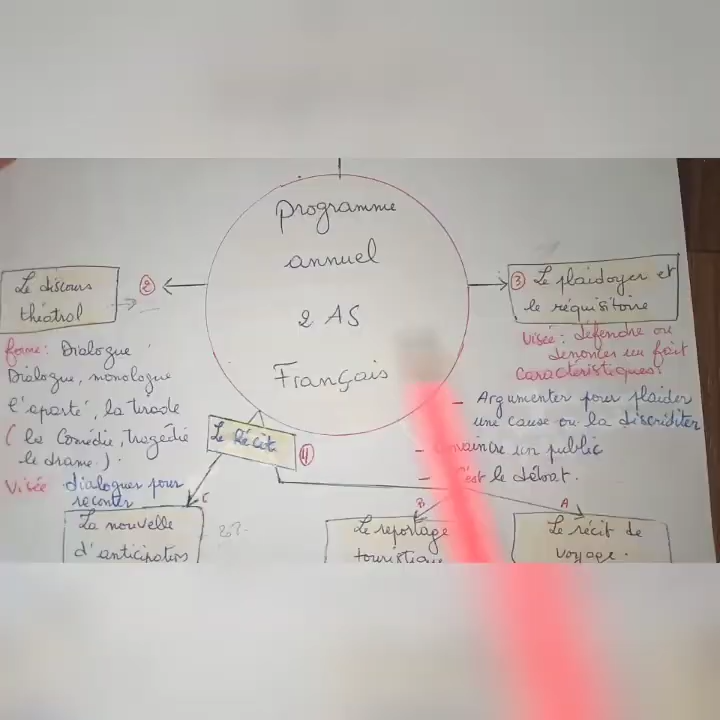 Programme
annuel
2 AS
Français
Le discours
théâtral
2
forme: Dialogue
Dialogue, monologue
l'aparté, la tirade
(la Comédie, tragédie
le drame).
Visée dialoguer pour
reconter
3 Le plaidoyer et
le réquisitoire
Visée: défendre ou
dénoncer un fait
Caractéristiques:
- Argumenter pour plaider
une cause ou la discréditer
- un public
- le débat.
Le Récit
4
C
La nouvelle
d'anticipation
B
Le reportage
touristique
A
Le récit de
voyage.